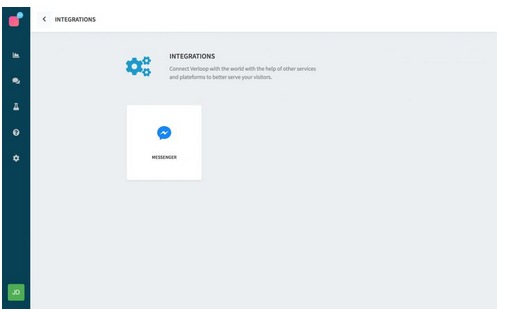 INTEGRATIONS
INTEGRATIONS
Connect Verloop with the world with the help of other services
and plateforms to better serve your visitors.
MESSENGER
JD